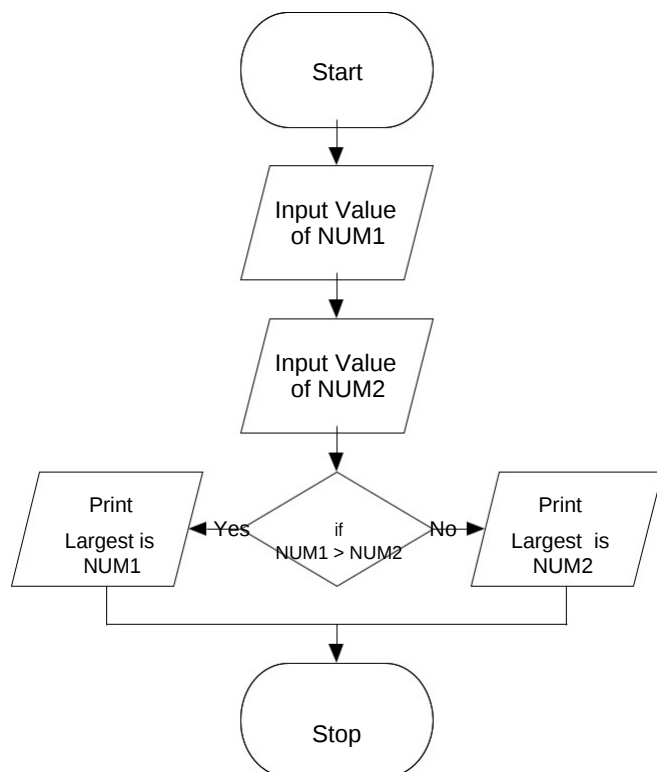 Start
Input Value
of NUM1
Input Value
of NUM2
Print
Largest is
NUM1
Yes
if
NUM1 > NUM2
No
Print
Largest is
NUM2
Stop